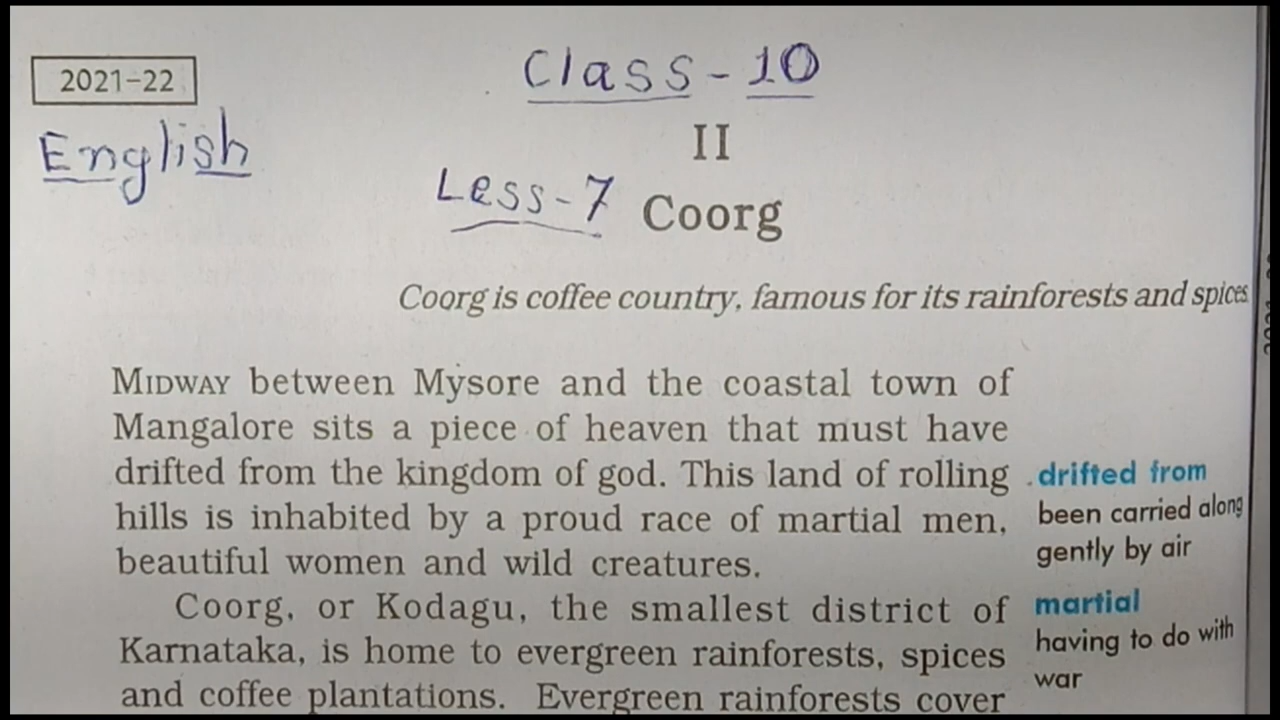 2021–22
Class - 10
English
II
Less - 7 Coorg
Coorg is coffee country, famous for its rainforests and spices
MIDWAY between Mysore and the coastal town of
Mangalore sits a piece of heaven that must have
drifted from the kingdom of god. This land of rolling
hills is inhabited by a proud race of martial men,
beautiful women and wild creatures.
Coorg, or Kodagu, the smallest district of
Karnataka, is home to evergreen rainforests, spices
and coffee plantations. Evergreen rainforests cover
drifted from
been carried along
gently by air
martial
having to do with
war